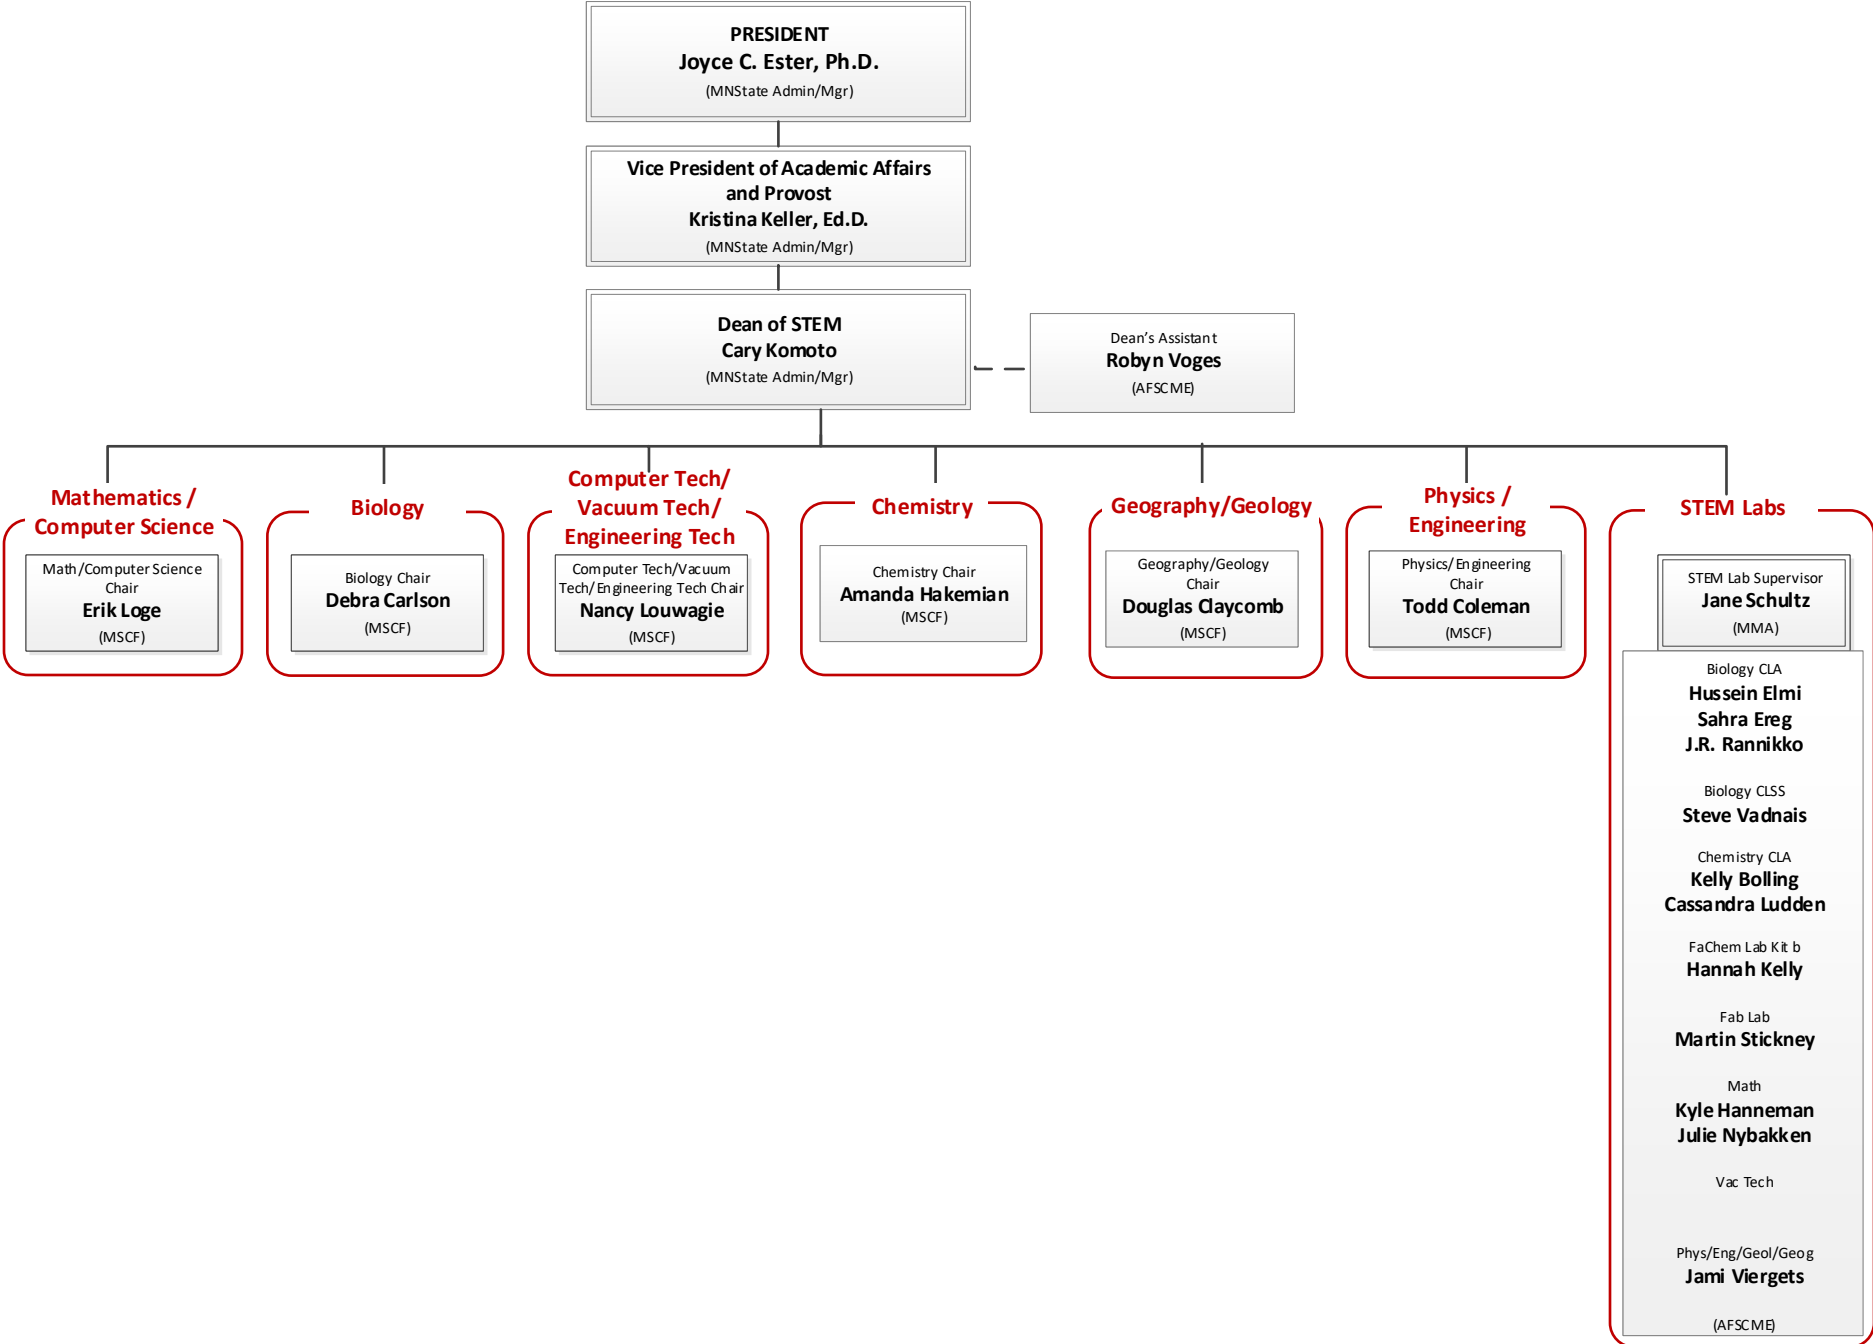 PRESIDENT
Joyce C. Ester, Ph.D.
(MNState Admin/Mgr)
Vice President of Academic Affairs
and Provost
Kristina Keller, Ed.D.
(MNState Admin/Mgr)
Dean of STEM
Cary Komoto
(MNState Admin/Mgr)
Dean's Assistant
Robyn Voges
(AFSCME)
Mathematics /
Computer Science
Math/Computer Science
Chair
Erik Loge
(MSCF)
Biology
Biology Chair
Debra Carlson
(MSCF)
Computer Tech/
Vacuum Tech/
Engineering Tech
Computer Tech/Vacuum
Tech/Engineering Tech Chair
Nancy Louwagie
(MSCF)
Chemistry
Chemistry Chair
Amanda Hakemian
(MSCF)
Geography/Geology
Geography/Geology
Chair
Douglas Claycomb
(MSCF)
Physics /
Engineering
Physics/Engineering
Chair
Todd Coleman
(MSCF)
STEM Labs
STEM Lab Supervisor
Jane Schultz
(MMA)
Biology CLA
Hussein Elmi
Sahra Ereg
J.R. Rannikko
Biology CLSS
Steve Vadnais
Chemistry CLA
Kelly Bolling
Cassandra Ludden
FaChem Lab Kit b
Hannah Kelly
Fab Lab
Martin Stickney
Math
Kyle Hanneman
Julie Nybakken
Vac Tech
Phys/Eng/Geol/Geog
Jami Viergets
(AFSCME)